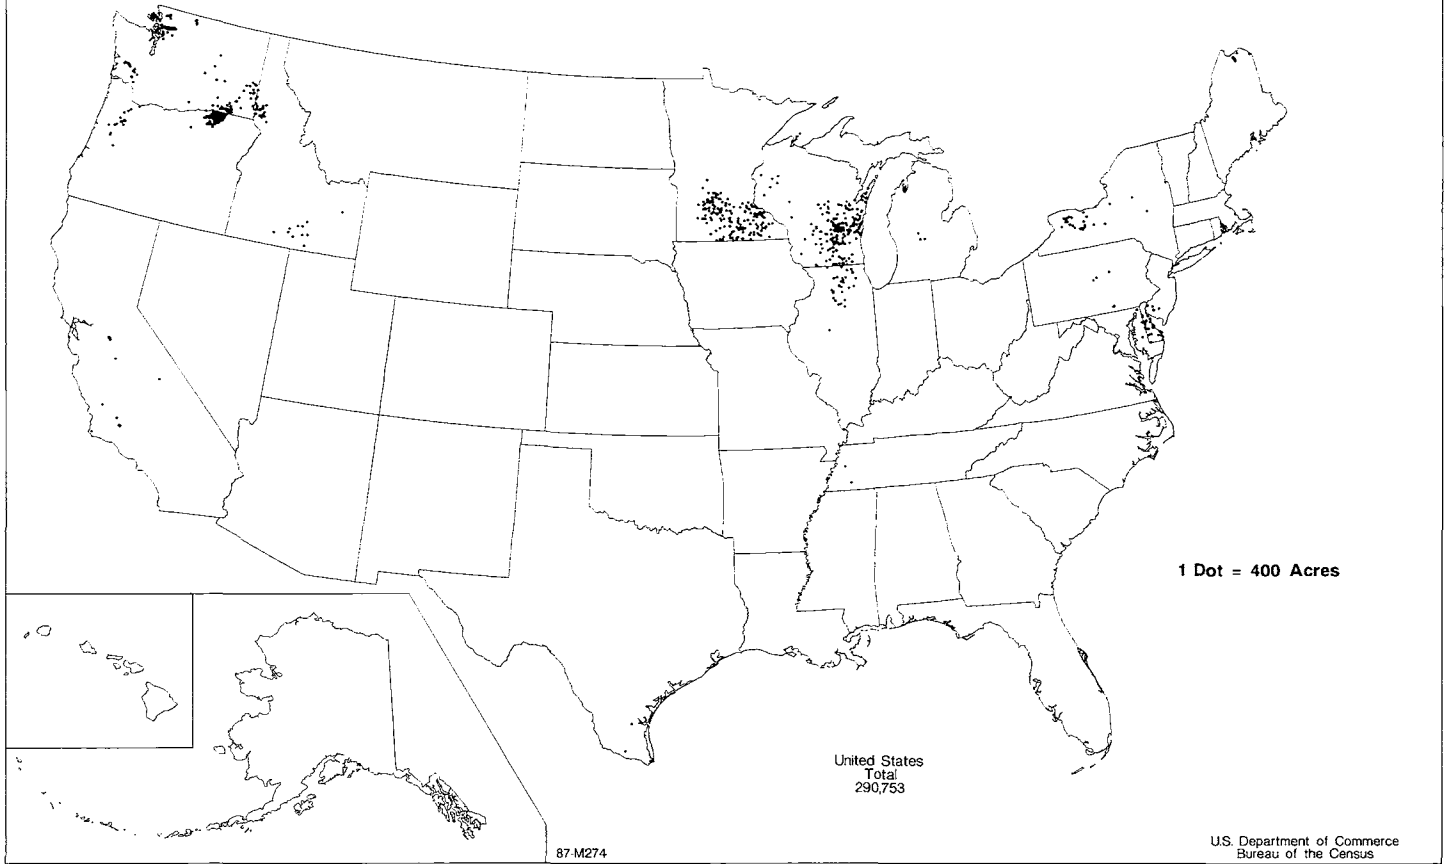 1 Dot = 400 Acres
United States
Total
290,753
87-M274
U.S. Department of Commerce
Bureau of the Census